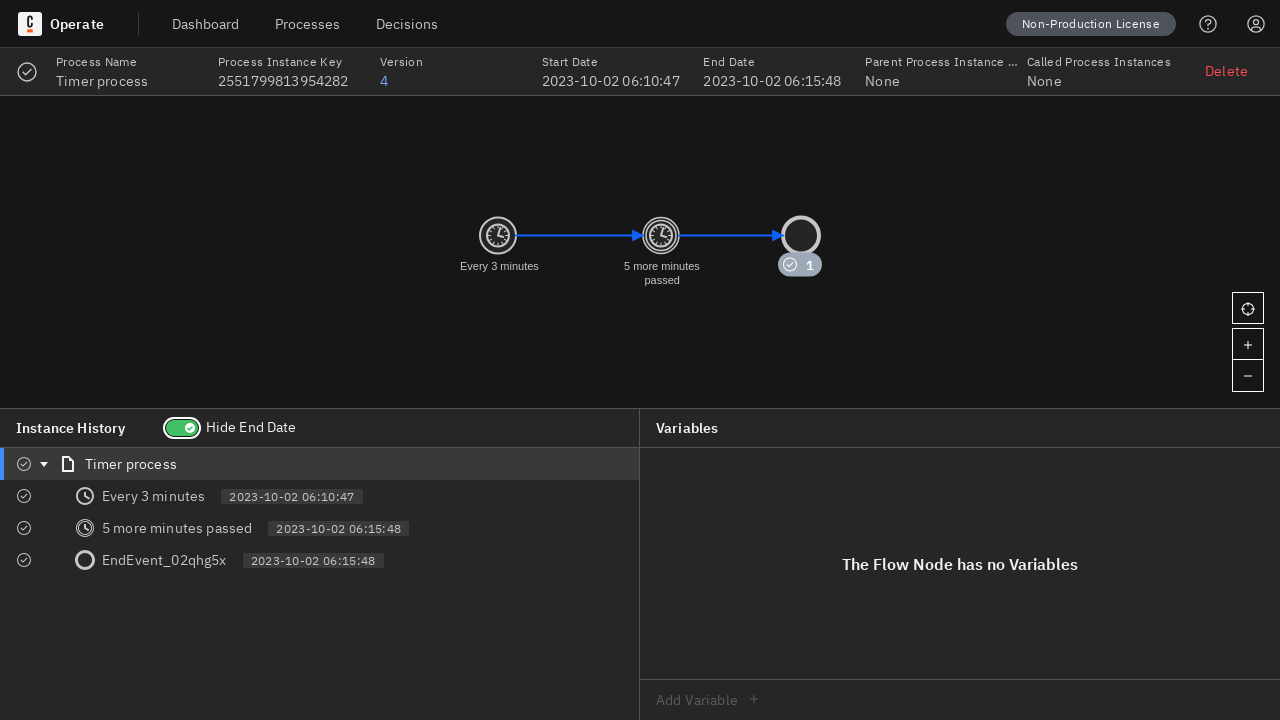 Operate
Dashboard
Processes
Decisions
Non-Production License
Process Name
Timer process
Process Instance Key
2551799813954282
Version
4
Start Date
2023-10-02 06:10:47
End Date
2023-10-02 06:15:48
Parent Process Instance ...
None
Called Process Instances
None
Delete
Every 3 minutes
5 more minutes
passed
1
Instance History
Hide End Date
Timer process
Every 3 minutes 2023-10-02 06:10:47
5 more minutes passed 2023-10-02 06:15:48
EndEvent_02qhg5x 2023-10-02 06:15:48
Variables
The Flow Node has no Variables
Add Variable +